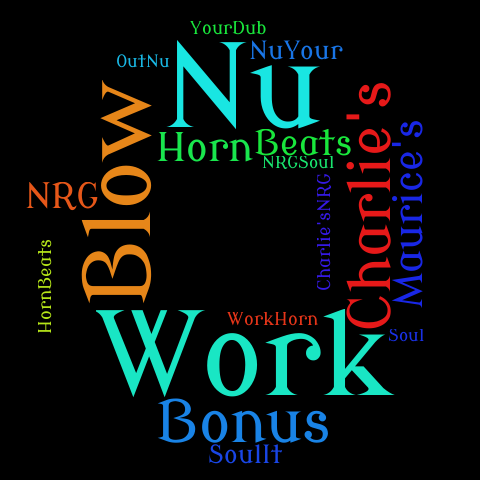 YourDub
Nu
NuYour
OutNu
Blow
Horn
Beats
NRGSoul
Charlie's
Maurice's
NRG
Charlie'sNRG
HornBeats
Work
WorkHorn
Soul
Bonus
SoulIt